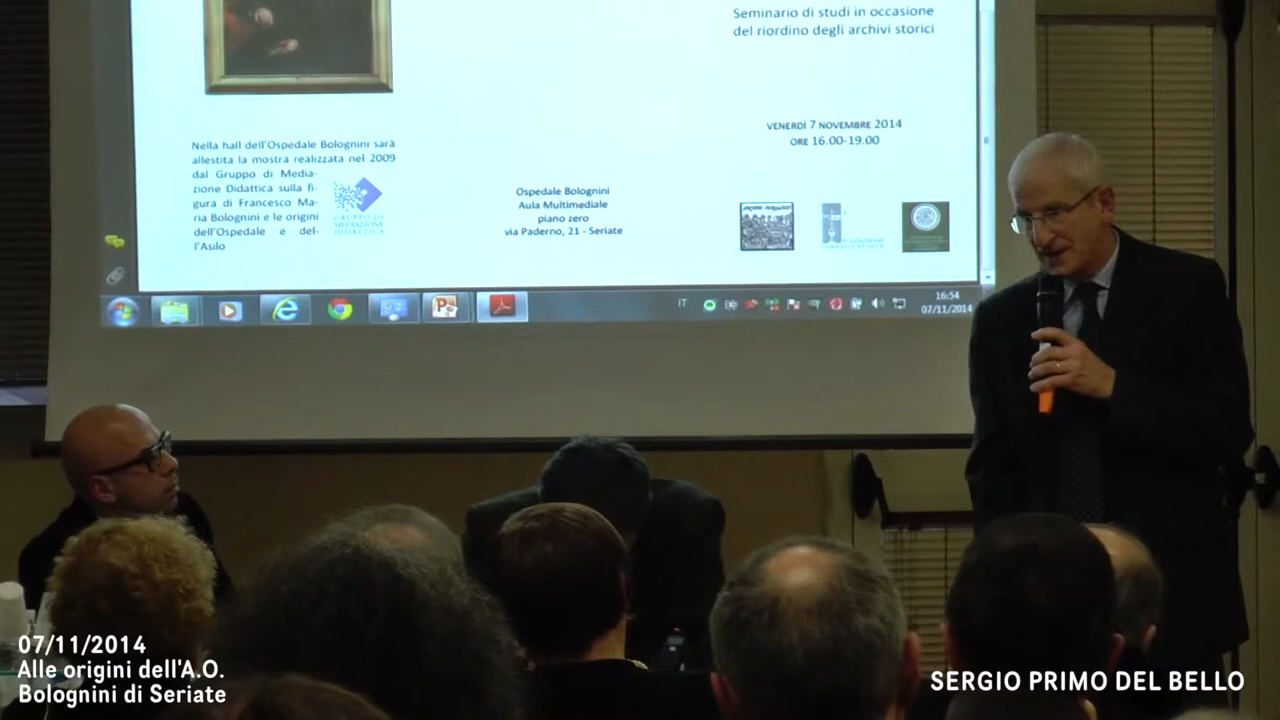 Seminario di studi in occasione
del riordino degli archivi storici
VENERDÌ 7 NOVEMBRE 2014
ORE 16.00-19.00
Nella hall dell'Ospedale Bolognini sarà
allestita la mostra realizzata nel 2009
dal Gruppo di Media-
zione Didattica sulla fi-
gura di Francesco Ma-
ria Bolognini e le origini
dell'Ospedale e del-
l'Asilo
GRUPPO DI
MEDIAZIONE
DIDATTICA
Ospedale Bolognini
Aula Multimediale
piano zero
via Paderno, 21 - Seriate
IT
16:54
07/11/2014
07/11/2014
Alle origini dell'A.O.
Bolognini di Seriate
SERGIO PRIMO DEL BELLO